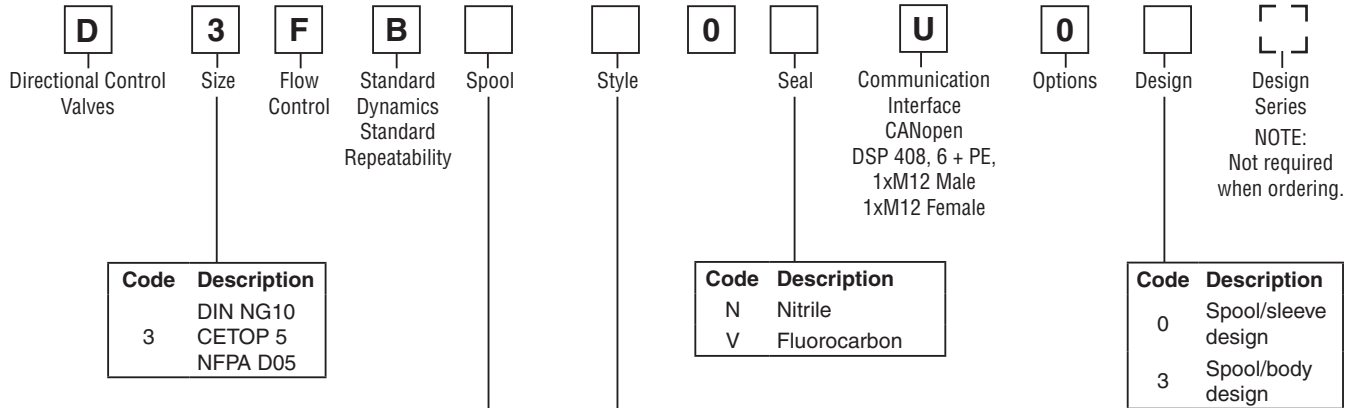 D 3 F B 0 U 0
Directional Control Valves
Size
Flow Control
Standard Dynamics Standard Repeatability
Spool
Style
Seal
Communication Interface CANopen DSP 408, 6 + PE, 1xM12 Male 1xM12 Female
Options
Design
Design Series NOTE: Not required when ordering.
Code Description
3 DIN NG10 CETOP 5 NFPA D05
Code Description
N Nitrile
V Fluorocarbon
Code Description
0 Spool/sleeve design
3 Spool/body design